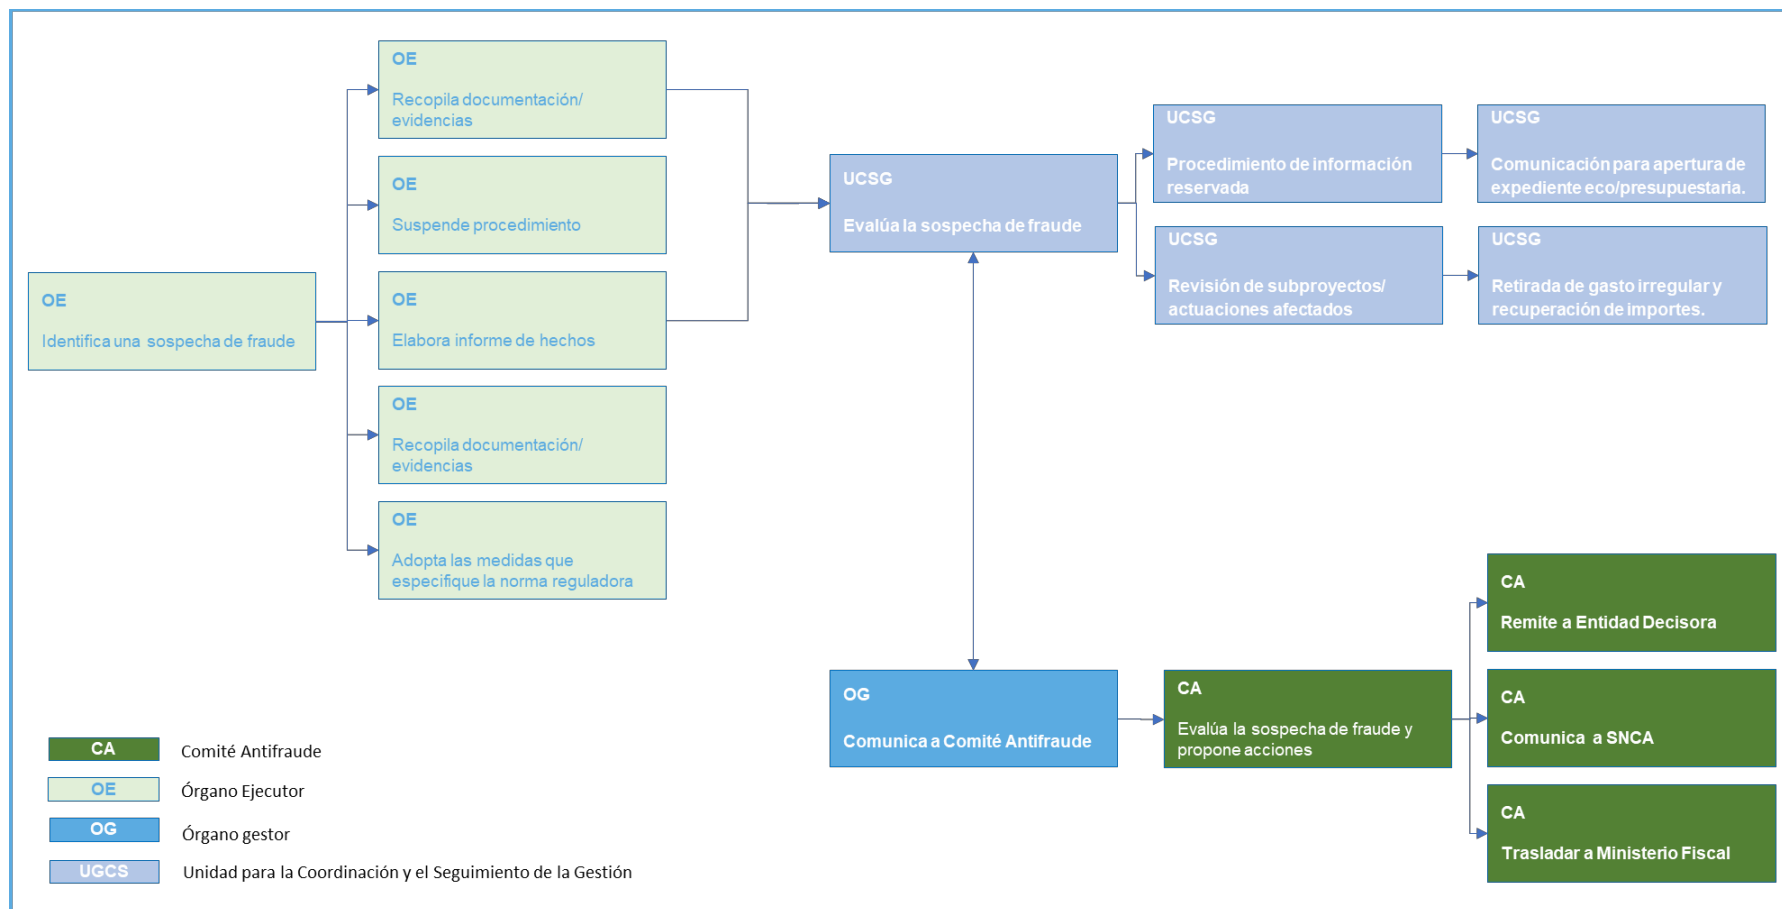 OE
Identifica una sospecha de fraude
OE
Recopila documentación/
evidencias
OE
Suspende procedimiento
OE
Elabora informe de hechos
OE
Recopila documentación/
evidencias
OE
Adopta las medidas que
especifique la norma reguladora
UCSG
Evalúa la sospecha de fraude
UCSG
Procedimiento de información
reservada
UCSG
Comunicación para apertura de
expediente eco/presupuestaria.
UCSG
Revisión de subproyectos/
actuaciones afectados
UCSG
Retirada de gasto irregular y
recuperación de importes.
OG
Comunica a Comité Antifraude
CA
Evalúa la sospecha de fraude y
propone acciones
CA
Remite a Entidad Decisora
CA
Comunica a SNCA
CA
Trasladar a Ministerio Fiscal
CA Comité Antifraude
OE Órgano Ejecutor
OG Órgano gestor
UGCS Unidad para la Coordinación y el Seguimiento de la Gestión